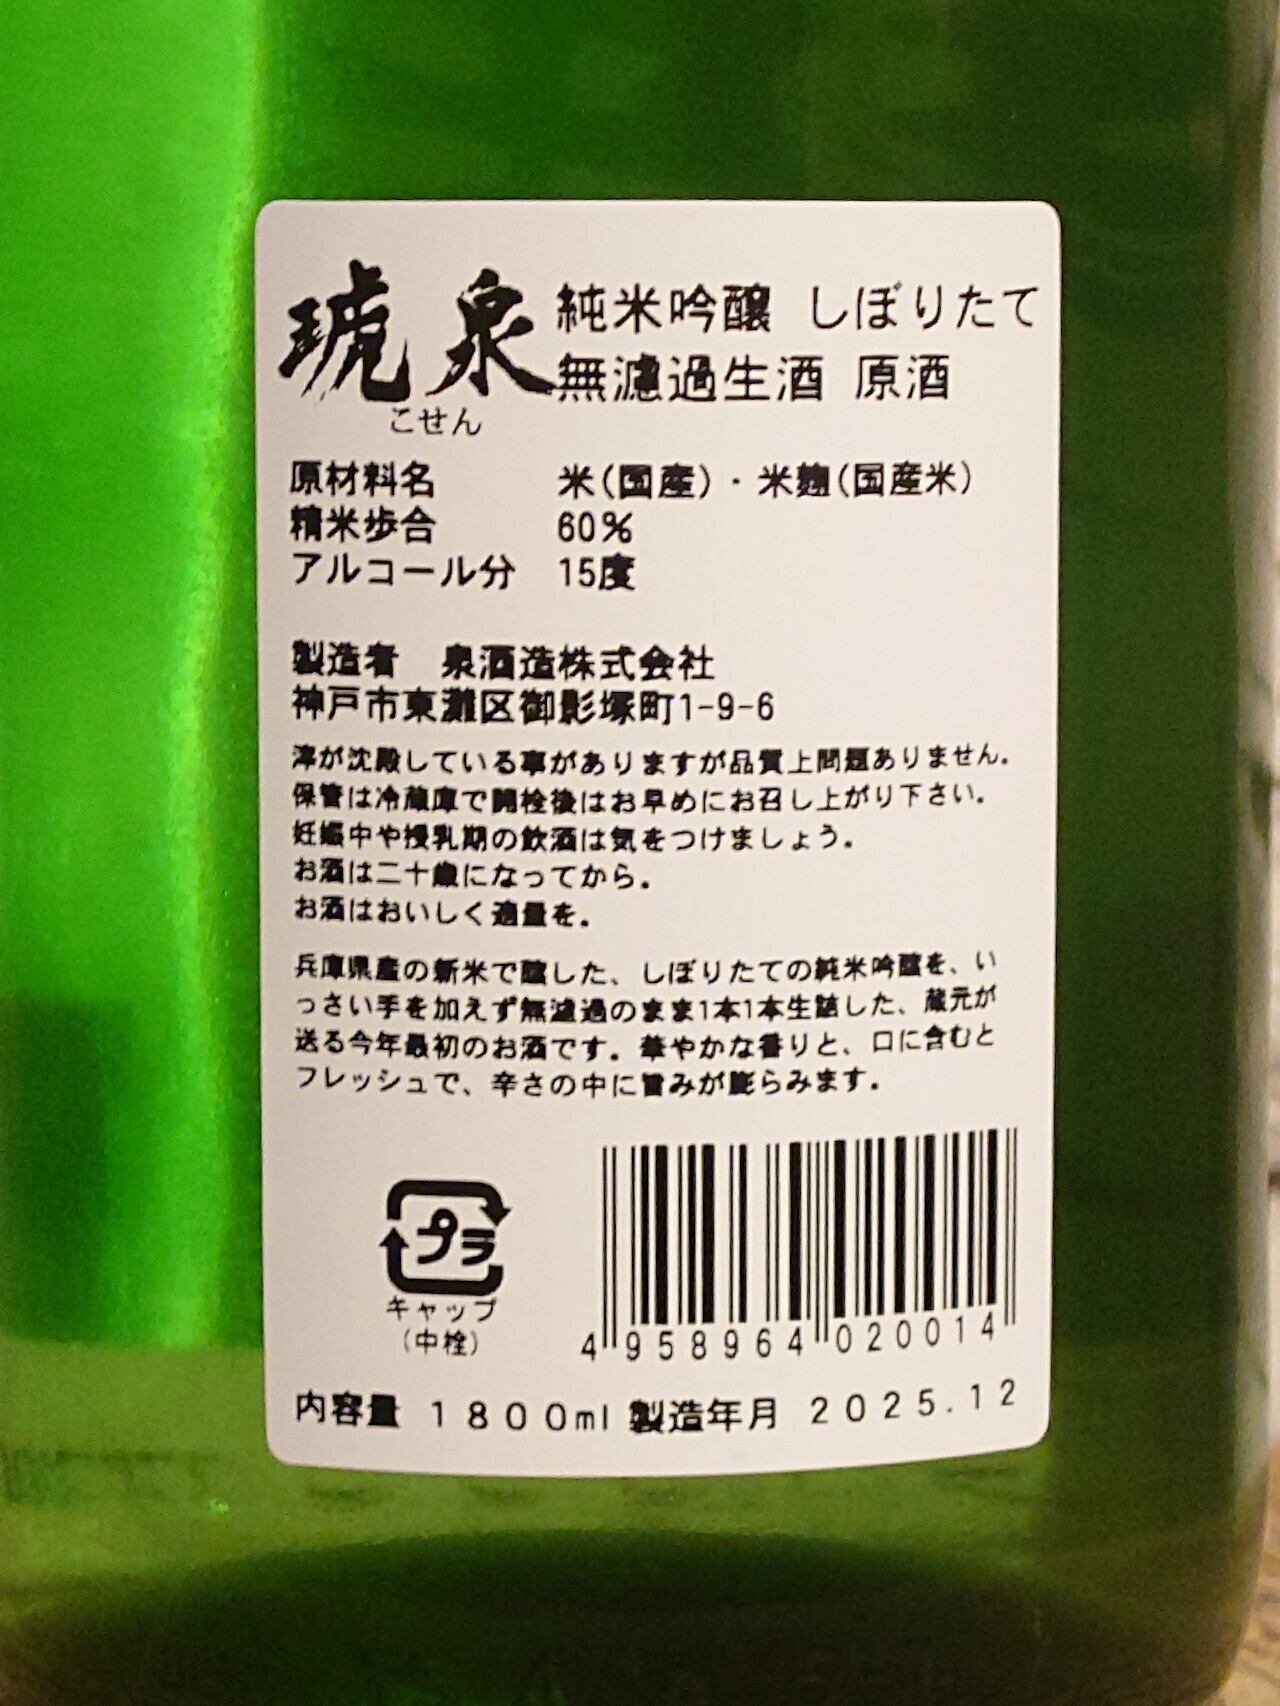 琥泉 純米吟醸 しぼりたて
無濾過生酒 原酒
こせん
原材料名 米(国産)・米麹(国産米)
精米歩合 60%
アルコール分 15度
製造者 泉酒造株式会社
神戸市東灘区御影塚町1-9-6
滓が沈殿している事がありますが品質上問題ありません。
保管は冷蔵庫で開栓後はお早めにお召し上がり下さい。
妊娠中や授乳期の飲酒は気をつけましょう。
お酒は二十歳になってから。
お酒はおいしく適量を。
兵庫県産の新米で醸した、しぼりたての純米吟醸を、い
っさい手を加えず無濾過のまま1本1本生詰した、蔵元が
送る今年最初のお酒です。華やかな香りと、口に含むと
フレッシュで、辛さの中に旨みが膨らみます。
プラ
キャップ
(中栓)
4 958964 020014
内容量 1800ml 製造年月 2025.12